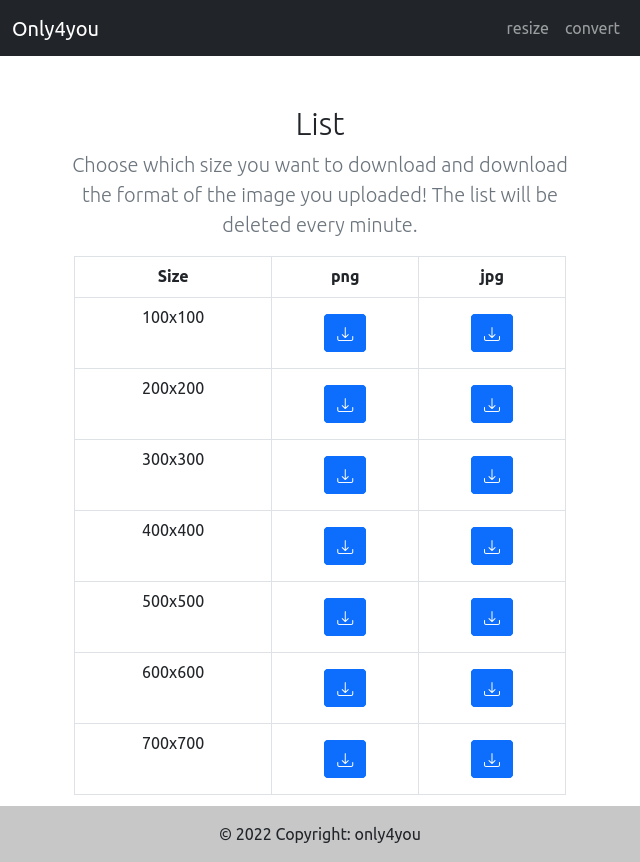 Only4you resize convert
List
Choose which size you want to download and download
the format of the image you uploaded! The list will be
deleted every minute.
Size png jpg
100x100
200x200
300x300
400x400
500x500
600x600
700x700
© 2022 Copyright: only4you